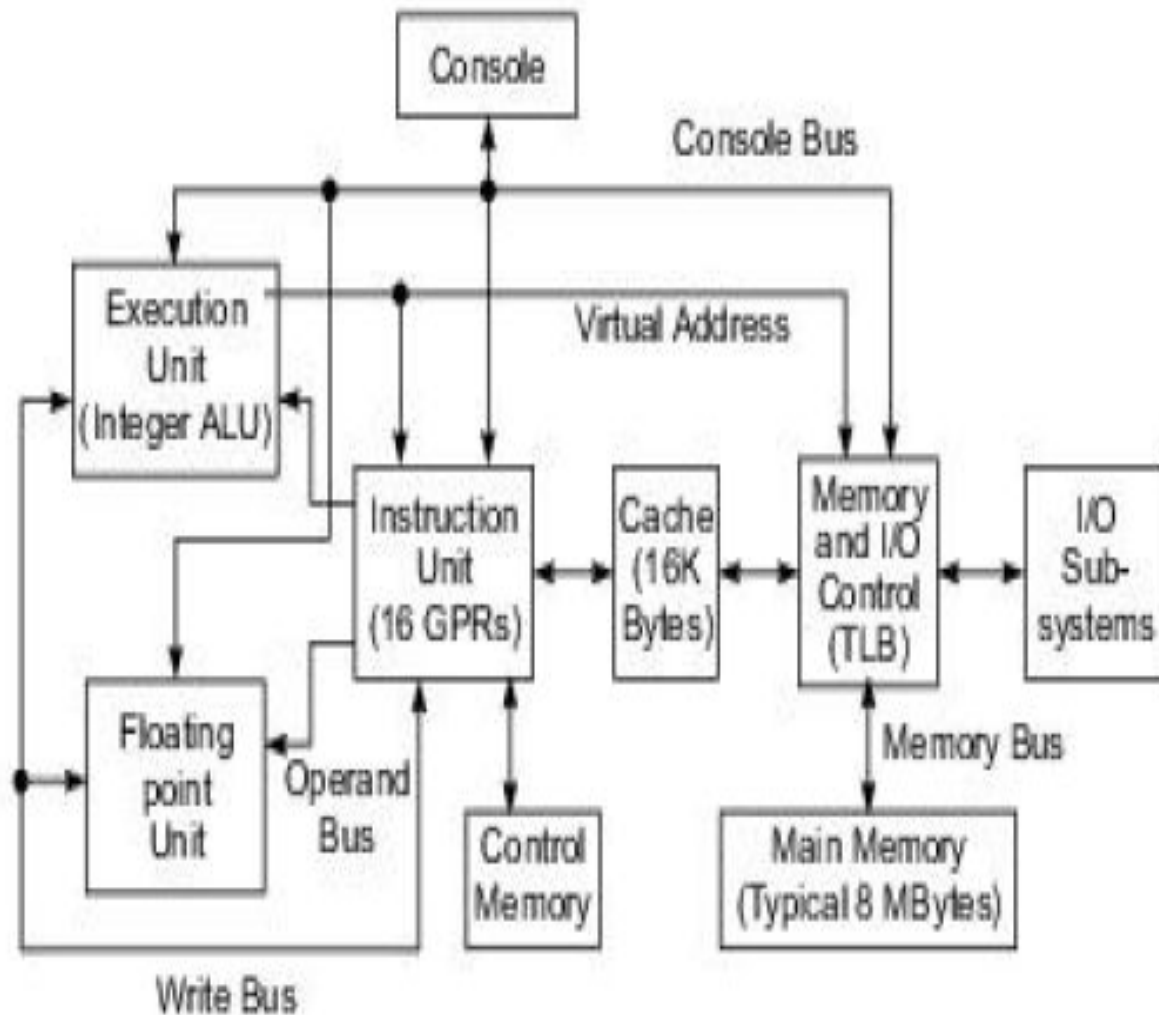 Console
Console Bus
Execution
Unit
(Integer ALU)
Virtual Address
Instruction
Unit
(16 GPRs)
Cache
(16K
Bytes)
Memory
and I/O
Control
(TLB)
I/O
Sub-
systems
Floating
point
Unit
Operand
Bus
Control
Memory
Memory Bus
Main Memory
(Typical 8 MBytes)
Write Bus